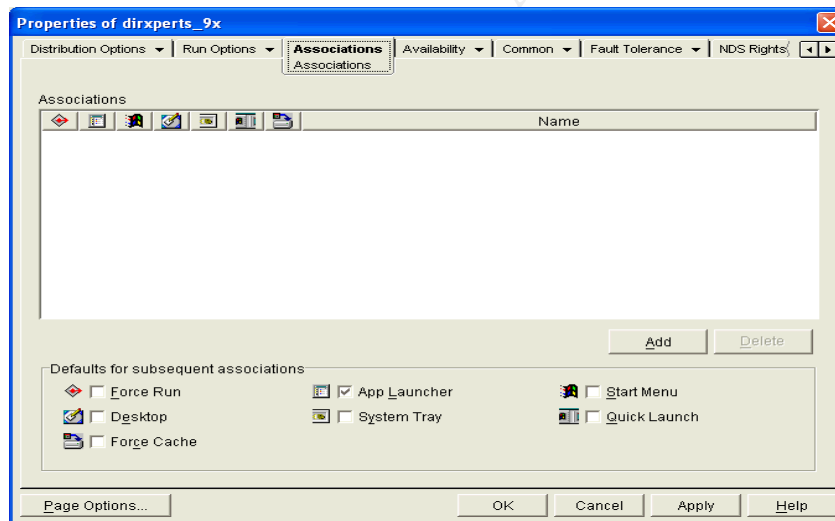 Properties of dirxperts_9x
Distribution Options Run Options Associations Availability Common Fault Tolerance NDS Rights
Associations
Associations
Name
Add Delete
Defaults for subsequent associations
Force Run App Launcher Start Menu
Desktop System Tray Quick Launch
Force Cache
Page Options... OK Cancel Apply Help